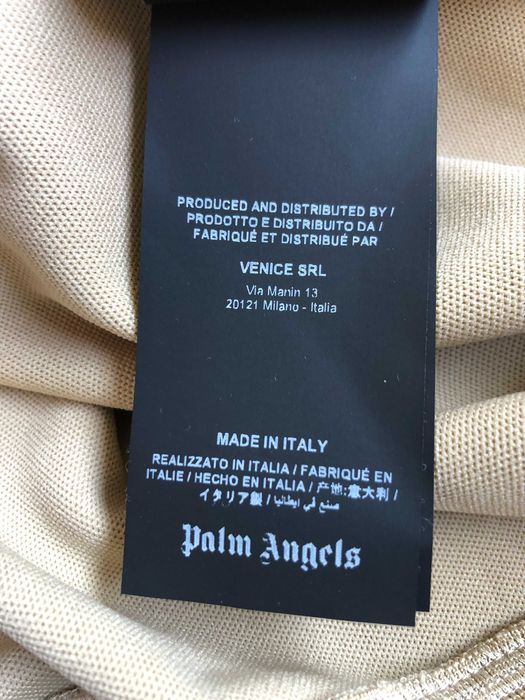 PRODUCED AND DISTRIBUTED BY /
PRODOTTO E DISTRIBUITO DA /
FABRIQUÉ ET DISTRIBUÉ PAR
VENICE SRL
Via Manin 13
20121 Milano - Italia
MADE IN ITALY
REALIZZATO IN ITALIA / FABRIQUÉ EN
ITALIE / HECHO EN ITALIA / 产地:意大利 /
イタリア製 / صنع في ايطاليا
Palm Angels